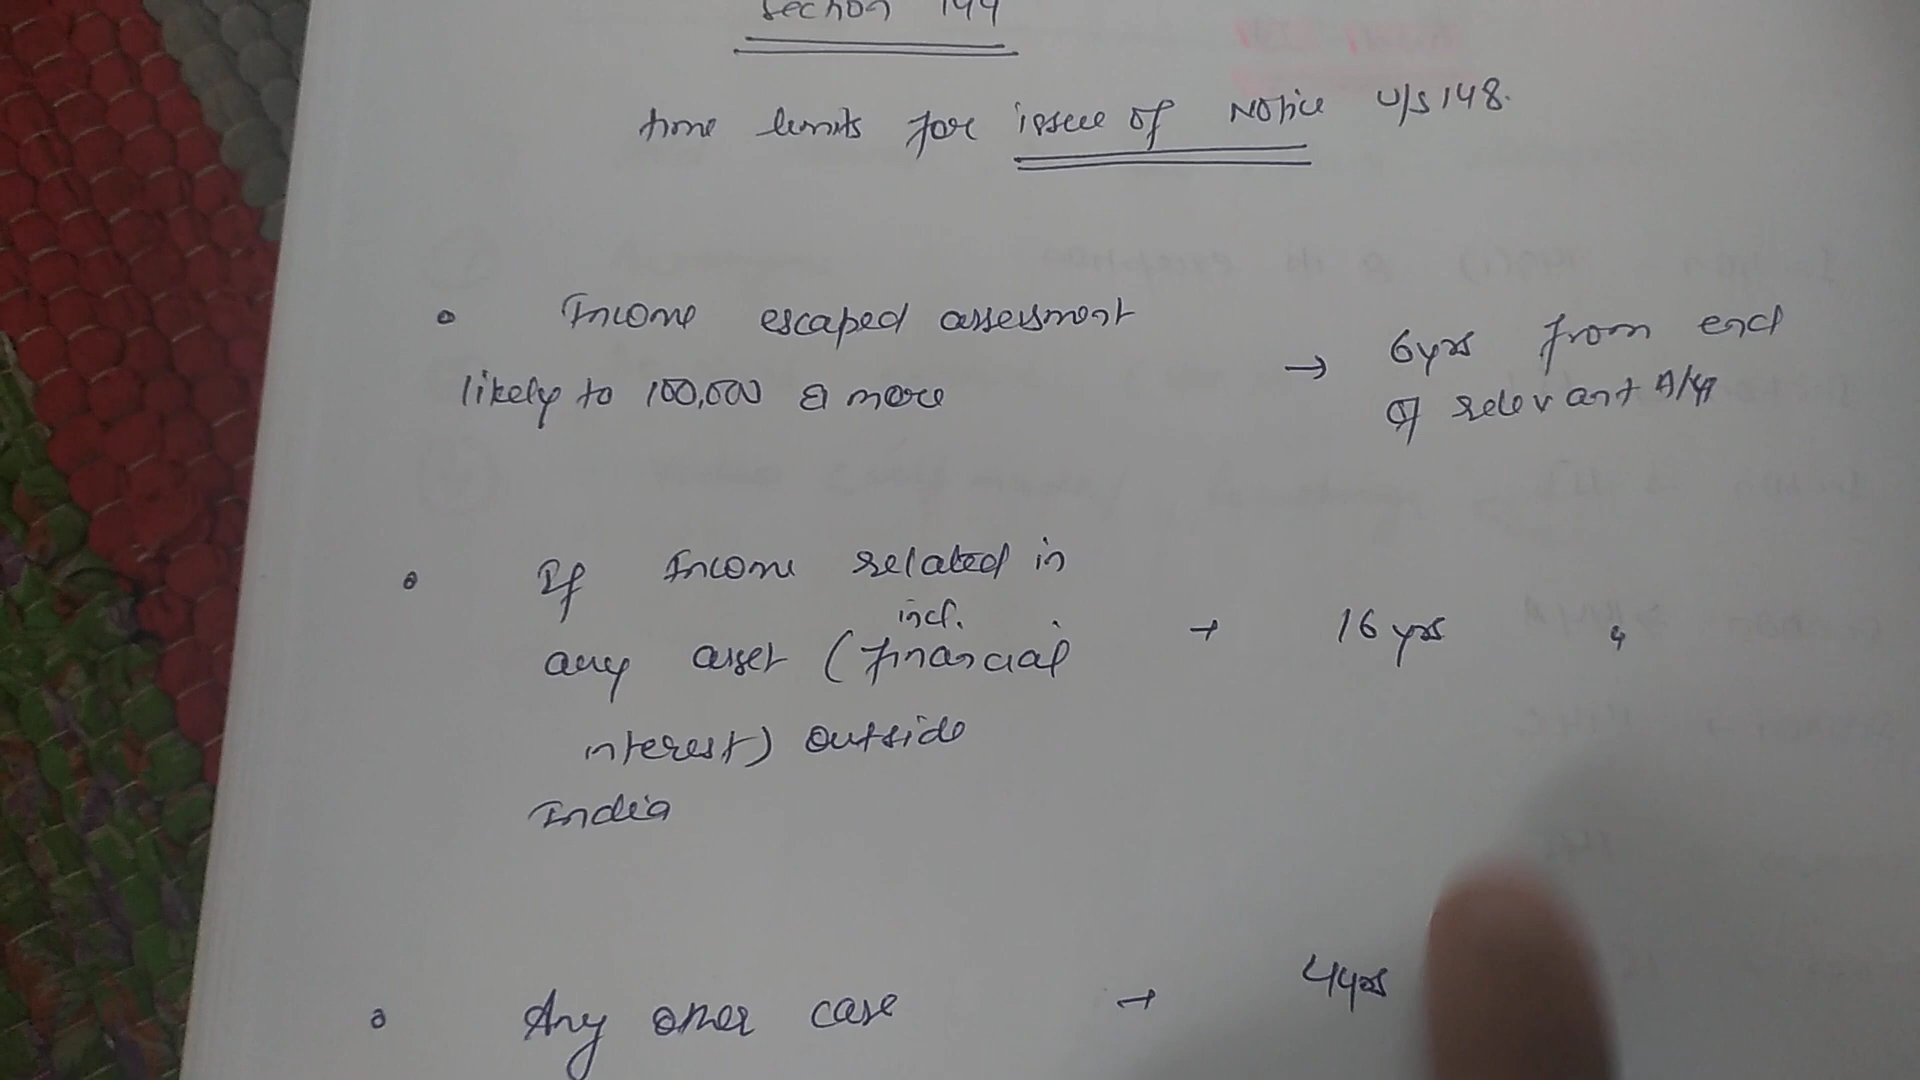 Section 144
time limits for issue of Notice u/s 148.
• Income escaped assessment
likely to 100,000 & more
→ 6yrs from end
of relevant A/Y
• If Income related in
incl.
any asset (financial
interest) outside
India
→ 16 yrs "
• Any other case → 4yrs